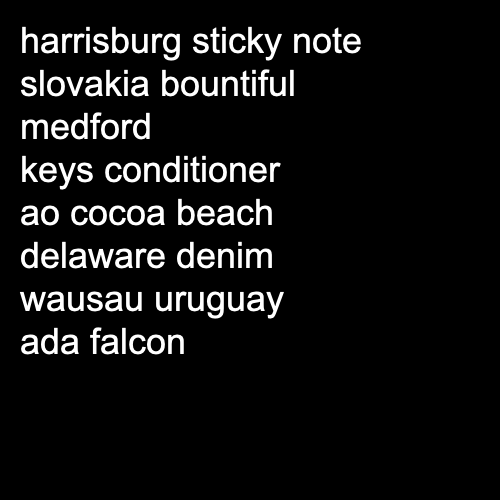 harrisburg sticky note
slovakia bountiful
medford
keys conditioner
ao cocoa beach
delaware denim
wausau uruguay
ada falcon